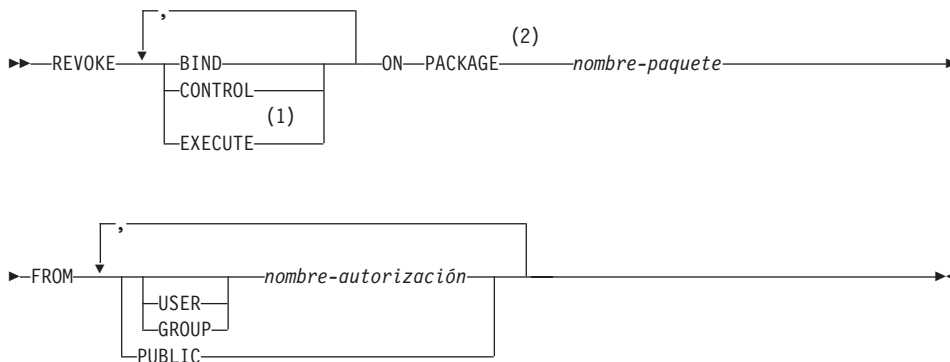 ,
(2)
REVOKE BIND ON PACKAGE nombre-paquete
CONTROL
(1)
EXECUTE
,
FROM nombre-autorización
USER
GROUP
PUBLIC